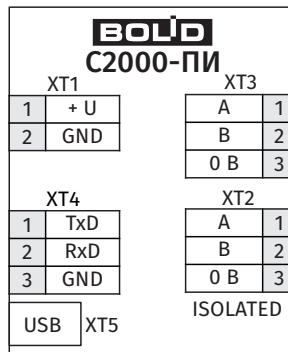 BOLID
С2000-ПИ
XT1
1 + U
2 GND
XT3
A 1
B 2
0 B 3
XT4
1 TxD
2 RxD
3 GND
XT2
A 1
B 2
0 B 3
ISOLATED
USB XT5